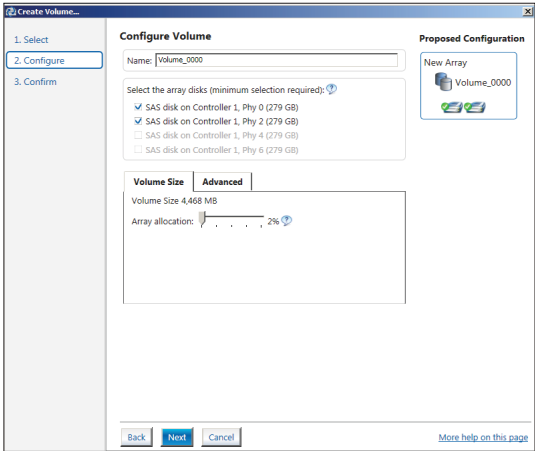 Create Volume...
1. Select
2. Configure
3. Confirm
Configure Volume
Name: Volume_0000
Select the array disks (minimum selection required):
SAS disk on Controller 1, Phy 0 (279 GB)
SAS disk on Controller 1, Phy 2 (279 GB)
SAS disk on Controller 1, Phy 4 (279 GB)
SAS disk on Controller 1, Phy 6 (279 GB)
Volume Size Advanced
Volume Size 4,468 MB
Array allocation: 2%
Proposed Configuration
New Array
Volume_0000
Back Next Cancel
More help on this page